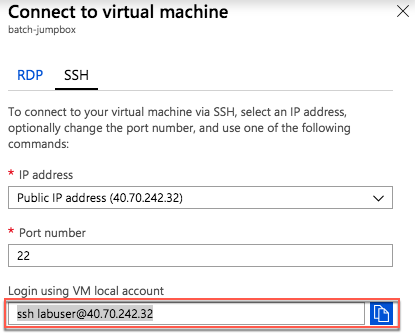 Connect to virtual machine
batch-jumpbox
RDP SSH
To connect to your virtual machine via SSH, select an IP address,
optionally change the port number, and use one of the following
commands:
* IP address
Public IP address (40.70.242.32)
* Port number
22
Login using VM local account
ssh labuser@40.70.242.32